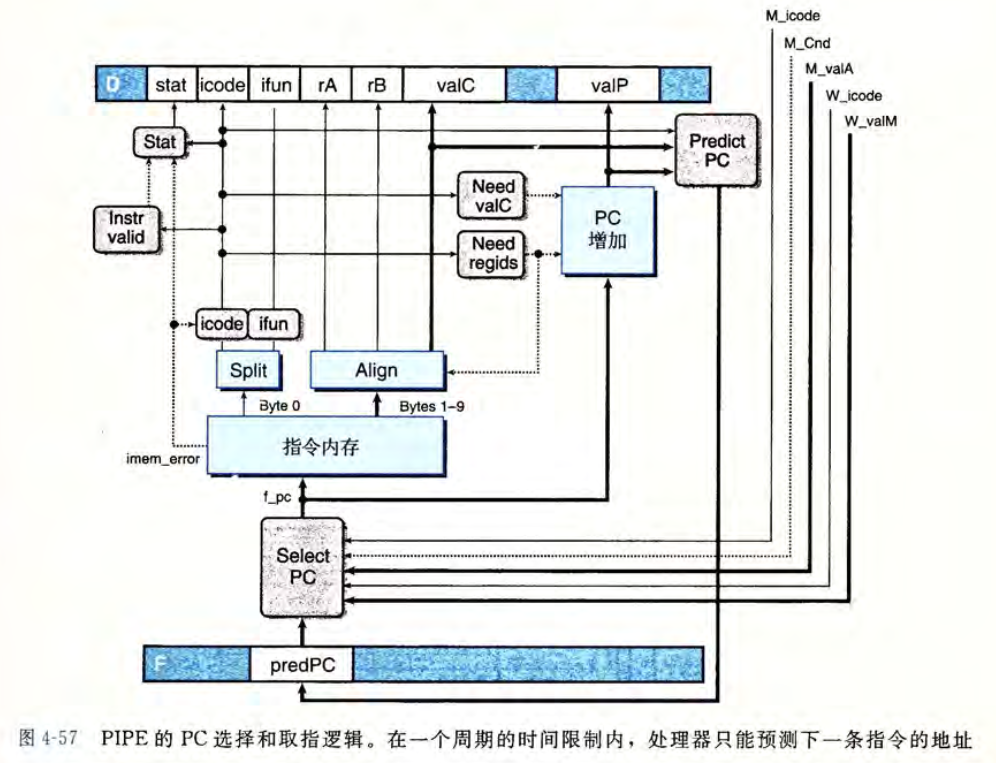 M_icode
M_Cnd
M_valA
W_icode
W_valM
D stat icode ifun rA rB valC valP
Stat
Predict
PC
Need
valC
Instr
valid
PC
增加
Need
regids
icode ifun
Split
Align
Byte 0
Bytes 1–9
指令内存
imem_error
f_pc
Select
PC
F predPC
图 4-57 PIPE 的 PC 选择和取指逻辑。在一个周期的时间限制内，处理器只能预测下一条指令的地址